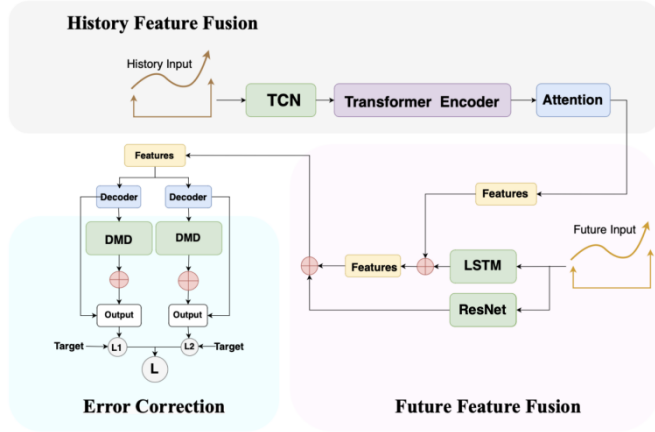 History Feature Fusion
History Input
TCN
Transformer Encoder
Attention
Features
Decoder
Decoder
DMD
DMD
Output
Output
Target
L1
L2
Target
L
Error Correction
Features
Future Input
Features
LSTM
ResNet
Future Feature Fusion